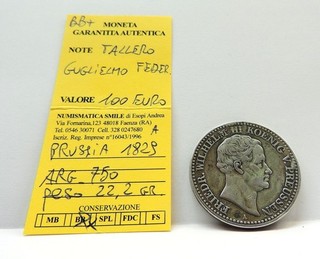 BB+
MONETA
GARANTITA AUTENTICA
NOTE TALLERO
GUGLIELMO FEDER.
VALORE 100 EURO
NUMISMATICA SMILE di Esopi Andrea
Via Fornarina,123 48018 Faenza (RA)
Tel. 0546 30071 Cell. 328 0247680
Iscriz. Reg. Imprese n°16043/1996
A
PRUSSIA 1829
ARG 750
peso 22,2 GR
CONSERVAZIONE
MB BB SPL FDC FS
FRIEDR. WILHELM III KOENIG V. PREUSSEN
A